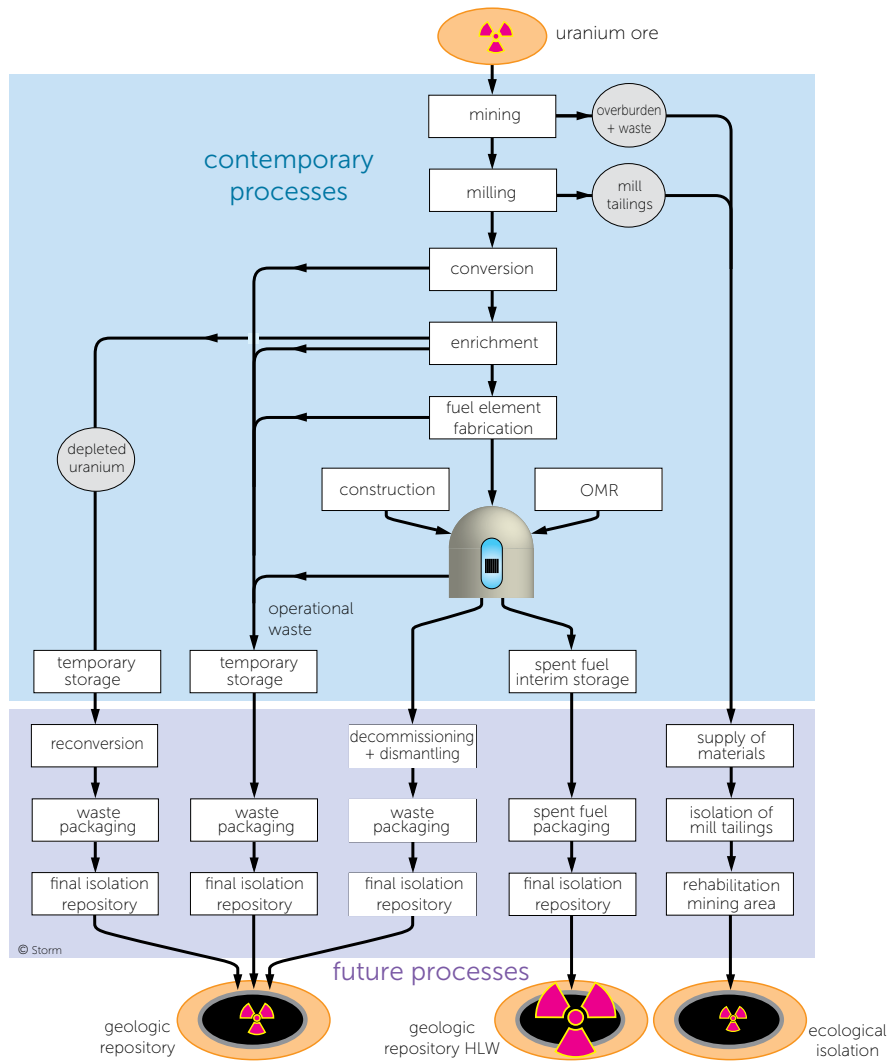 uranium ore
mining
overburden
+ waste
contemporary
processes
milling
mill
tailings
conversion
enrichment
fuel element
fabrication
depleted
uranium
construction
OMR
operational
waste
temporary
storage
temporary
storage
spent fuel
interim storage
reconversion
decommissioning
+ dismantling
supply of
materials
waste
packaging
waste
packaging
waste
packaging
spent fuel
packaging
isolation of
mill tailings
final isolation
repository
final isolation
repository
final isolation
repository
final isolation
repository
rehabilitation
mining area
© Storm
future processes
geologic
repository
geologic
repository HLW
ecological
isolation